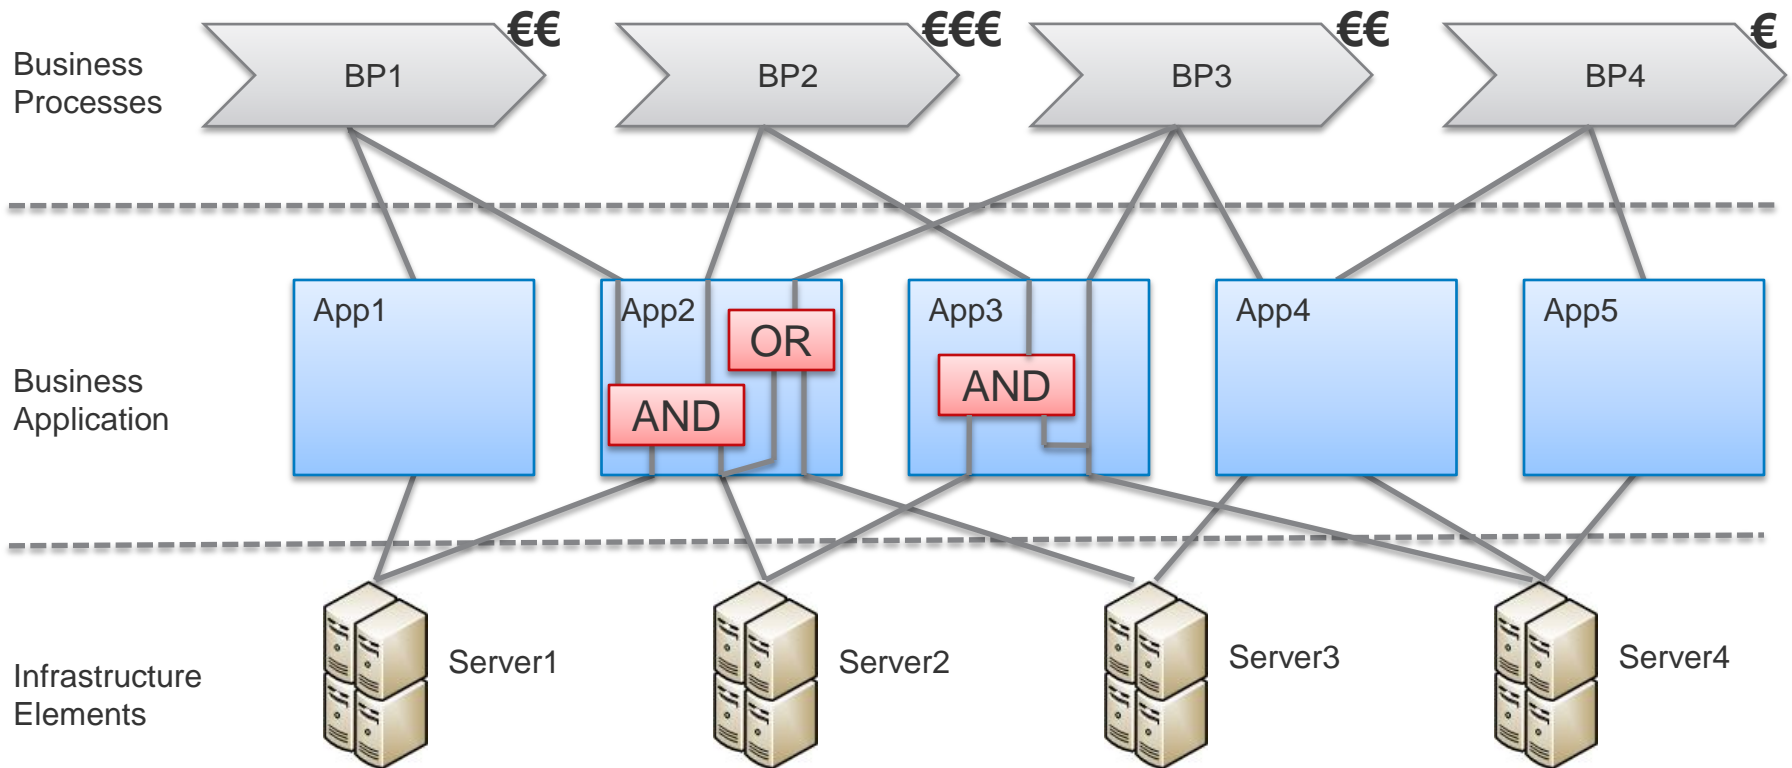 €€
€€€
€€
€
Business
Processes
BP1
BP2
BP3
BP4
App1
App2
App3
App4
App5
OR
AND
AND
Business
Application
Server1
Server2
Server3
Server4
Infrastructure
Elements